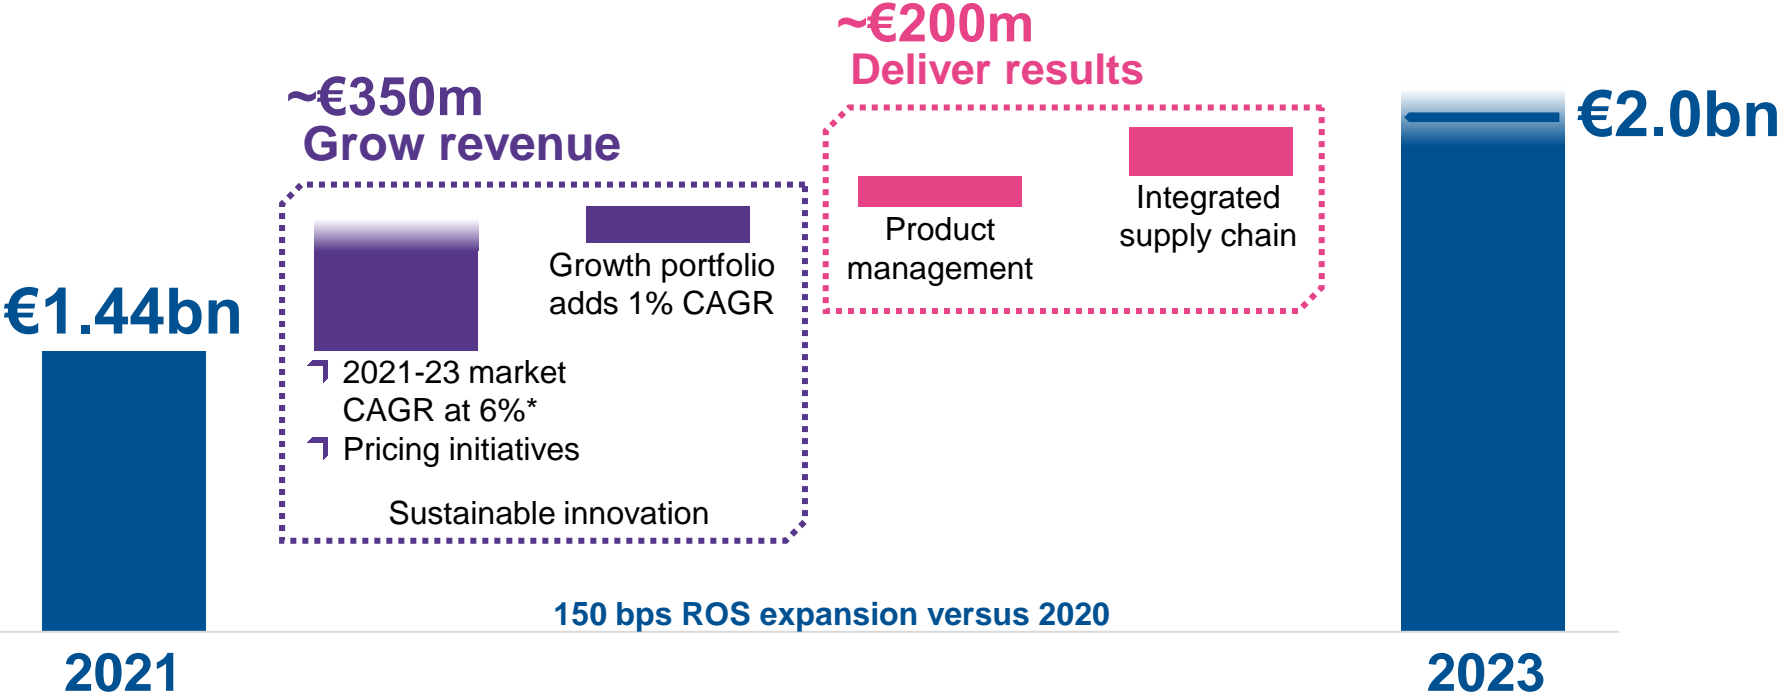 ~€200m
Deliver results
~€350m
Grow revenue
€2.0bn
Integrated
supply chain
Product
management
Growth portfolio
adds 1% CAGR
€1.44bn
2021-23 market
CAGR at 6%*
Pricing initiatives
Sustainable innovation
150 bps ROS expansion versus 2020
2021
2023